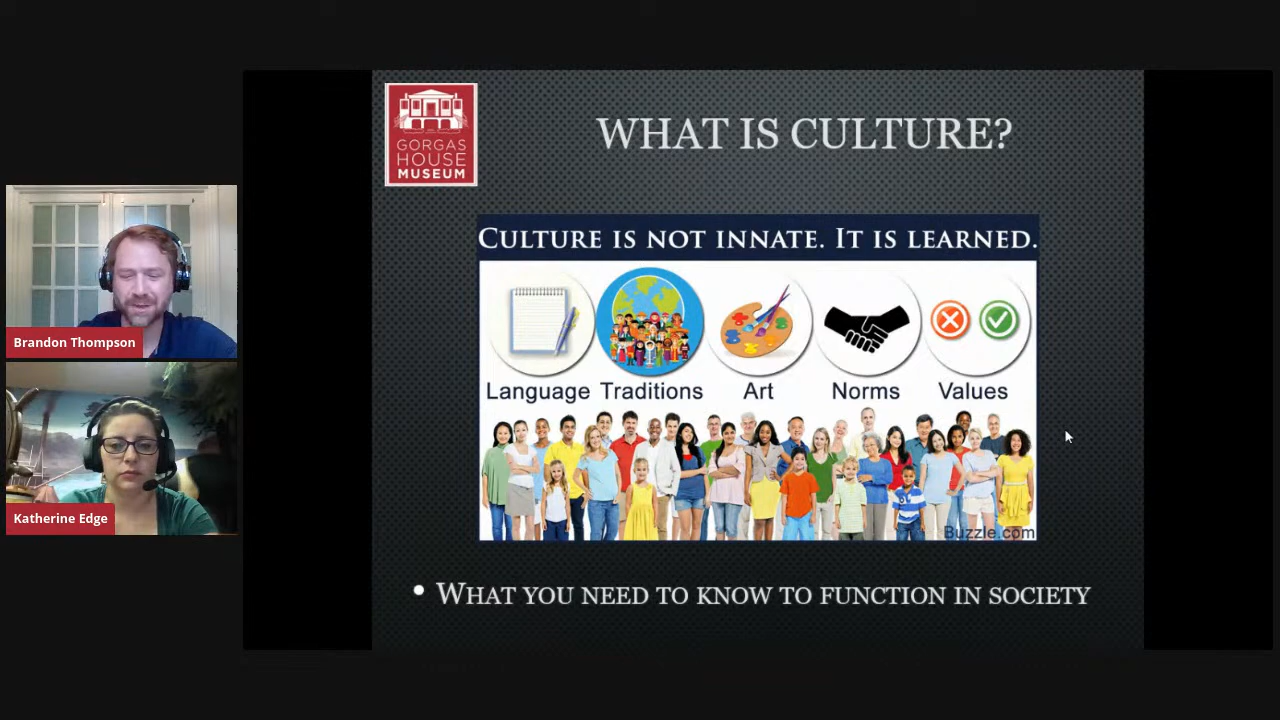 GORGAS
HOUSE
MUSEUM
WHAT IS CULTURE?
CULTURE IS NOT INNATE. IT IS LEARNED.
Language Traditions Art Norms Values
Buzzle.com
• WHAT YOU NEED TO KNOW TO FUNCTION IN SOCIETY
Brandon Thompson
Katherine Edge